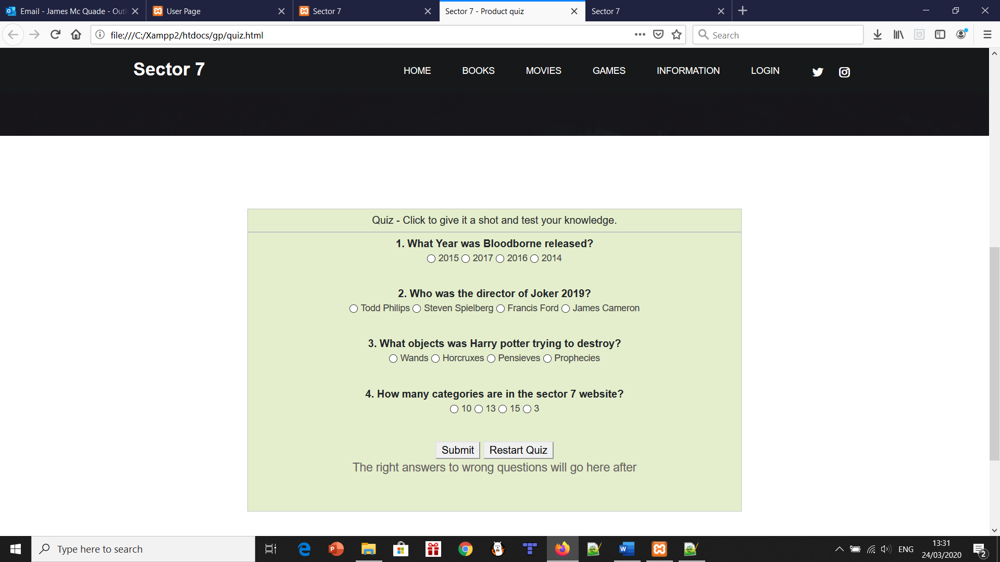 Email - James Mc Quade - Outl
User Page
Sector 7
Sector 7 - Product quiz
Sector 7
file:///C:/Xampp2/htdocs/gp/quiz.html
Search
Sector 7
HOME
BOOKS
MOVIES
GAMES
INFORMATION
LOGIN
Quiz - Click to give it a shot and test your knowledge.
1. What Year was Bloodborne released?
2015 2017 2016 2014
2. Who was the director of Joker 2019?
Todd Philips Steven Spielberg Francis Ford James Cameron
3. What objects was Harry potter trying to destroy?
Wands Horcruxes Pensieves Prophecies
4. How many categories are in the sector 7 website?
10 13 15 3
Submit Restart Quiz
The right answers to wrong questions will go here after
Type here to search
ENG
13:31
24/03/2020
2